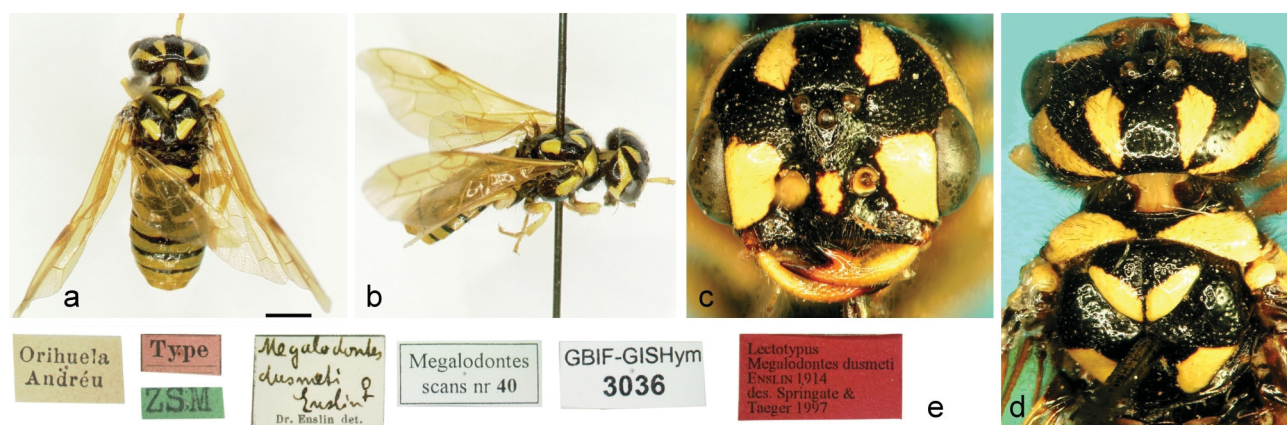 a
b
c
d
Orihuela
Andréu
Type
ZSM
Megalodontes
dusmeti ♀
Enslin
Dr. Enslin det.
Megalodontes
scans nr 40
GBIF-GISHym
3036
Lectotypus
Megalodontes dusmeti
ENSLIN 1914
des. Springate &
Taeger 1997
e